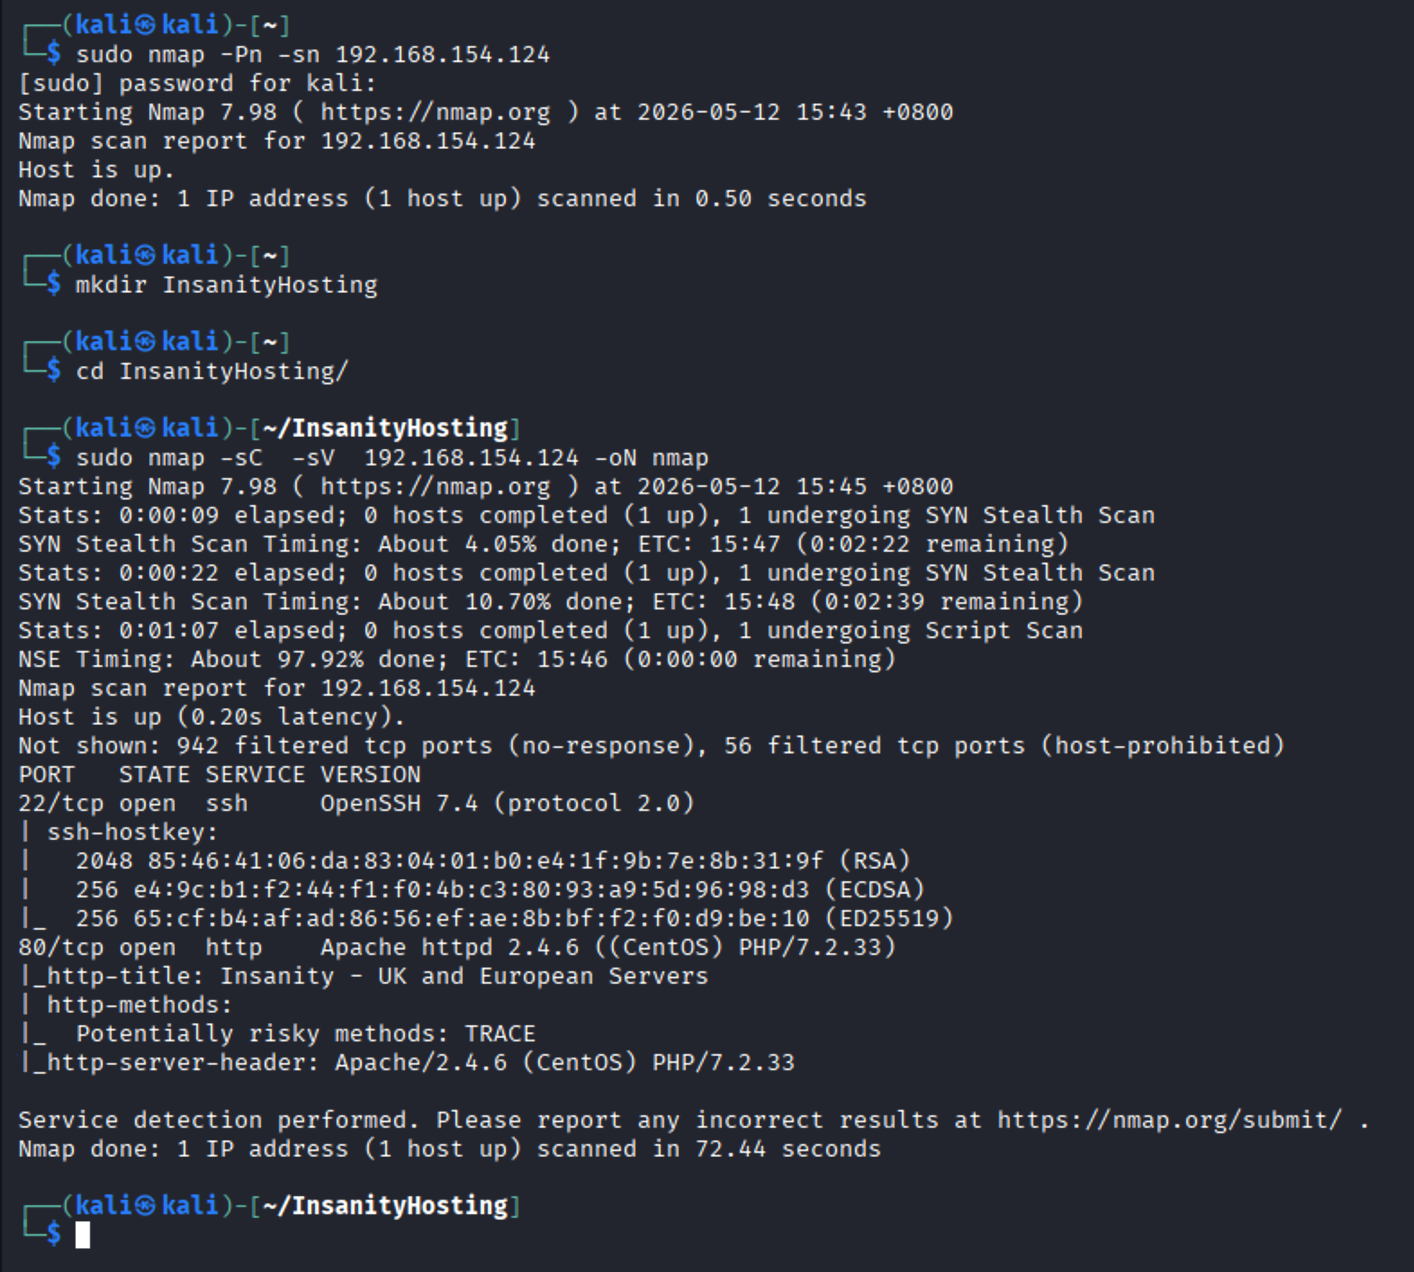 ┌──(kali㉿kali)-[~]
└─$ sudo nmap -Pn -sn 192.168.154.124
[sudo] password for kali:
Starting Nmap 7.98 ( https://nmap.org ) at 2026-05-12 15:43 +0800
Nmap scan report for 192.168.154.124
Host is up.
Nmap done: 1 IP address (1 host up) scanned in 0.50 seconds
┌──(kali㉿kali)-[~]
└─$ mkdir InsanityHosting
┌──(kali㉿kali)-[~]
└─$ cd InsanityHosting/
┌──(kali㉿kali)-[~/InsanityHosting]
└─$ sudo nmap -sC  -sV  192.168.154.124 -oN nmap
Starting Nmap 7.98 ( https://nmap.org ) at 2026-05-12 15:45 +0800
Stats: 0:00:09 elapsed; 0 hosts completed (1 up), 1 undergoing SYN Stealth Scan
SYN Stealth Scan Timing: About 4.05% done; ETC: 15:47 (0:02:22 remaining)
Stats: 0:00:22 elapsed; 0 hosts completed (1 up), 1 undergoing SYN Stealth Scan
SYN Stealth Scan Timing: About 10.70% done; ETC: 15:48 (0:02:39 remaining)
Stats: 0:01:07 elapsed; 0 hosts completed (1 up), 1 undergoing Script Scan
NSE Timing: About 97.92% done; ETC: 15:46 (0:00:00 remaining)
Nmap scan report for 192.168.154.124
Host is up (0.20s latency).
Not shown: 942 filtered tcp ports (no-response), 56 filtered tcp ports (host-prohibited)
PORT   STATE SERVICE VERSION
22/tcp open  ssh     OpenSSH 7.4 (protocol 2.0)
| ssh-hostkey:
|   2048 85:46:41:06:da:83:04:01:b0:e4:1f:9b:7e:8b:31:9f (RSA)
|   256 e4:9c:b1:f2:44:f1:f0:4b:c3:80:93:a9:5d:96:98:d3 (ECDSA)
|_  256 65:cf:b4:af:ad:86:56:ef:ae:8b:bf:f2:f0:d9:be:10 (ED25519)
80/tcp open  http    Apache httpd 2.4.6 ((CentOS) PHP/7.2.33)
|_http-title: Insanity - UK and European Servers
| http-methods:
|_  Potentially risky methods: TRACE
|_http-server-header: Apache/2.4.6 (CentOS) PHP/7.2.33
Service detection performed. Please report any incorrect results at https://nmap.org/submit/ .
Nmap done: 1 IP address (1 host up) scanned in 72.44 seconds
┌──(kali㉿kali)-[~/InsanityHosting]
└─$